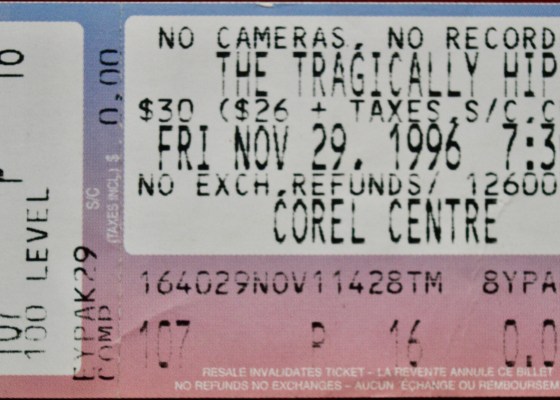 NO CAMERAS, NO RECORD
THE TRAGICALLY HIP
$30 ($26 + TAXES,S/C,C
FRI NOV 29, 1996 7:3
NO EXCH,REFUNDS/ 12600
COREL CENTRE
164029NOV11428TM 8YPA
107 P 16 0.0
RESALE INVALIDATES TICKET – LA REVENTE ANNULE CE BILLET
NO REFUNDS NO EXCHANGES – AUCUN ÉCHANGE OU REMBOURSEM
0,00
S/C
(TAXES INCL.) $
EYPAK29
COMP
10
P
107
100 LEVEL